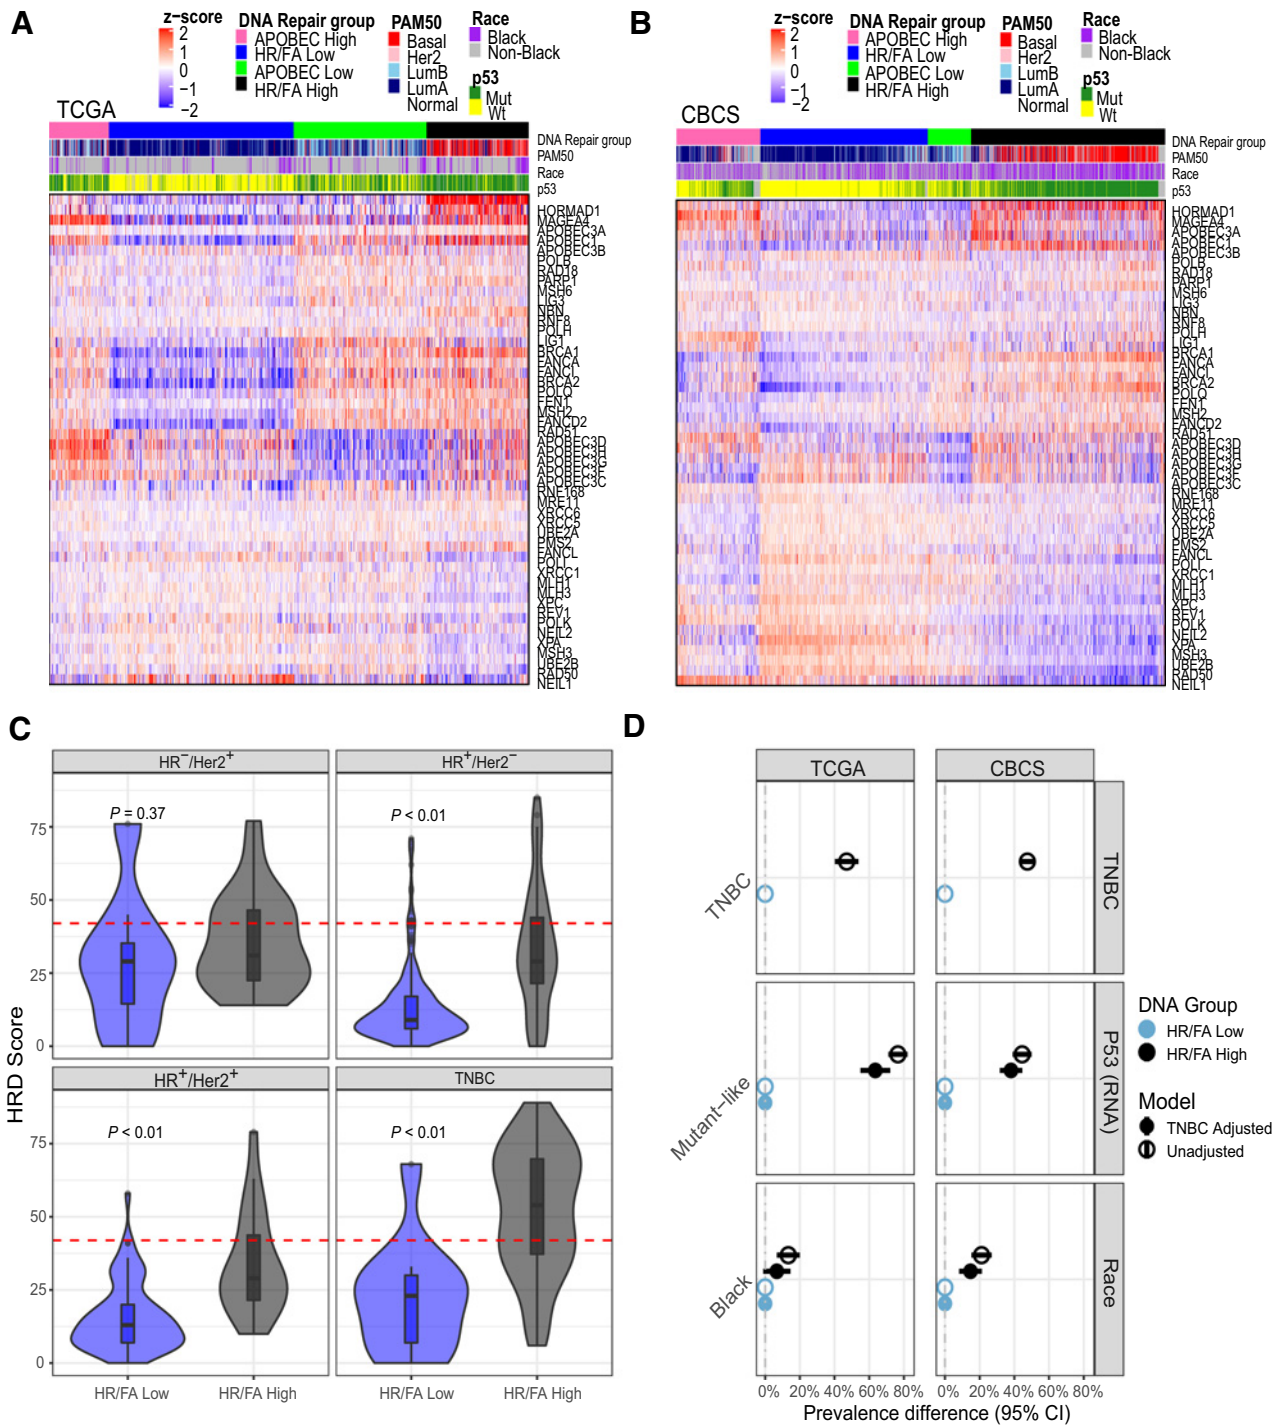 A
z−score
2
1
0
−1
−2
DNA Repair group
APOBEC High
HR/FA Low
APOBEC Low
HR/FA High
PAM50
Basal
Her2
LumB
LumA
Normal
Race
Black
Non−Black
p53
Mut
Wt
TCGA
DNA Repair group
PAM50
Race
p53
HORMAD1
MAGEA4
APOBEC3A
APOBEC1
APOBEC3B
POLB
RAD18
PARP1
MSH6
LIG3
NBN
RNF8
POLH
LIG1
BRCA1
FANCA
FANCI
BRCA2
POLQ
FEN1
MSH2
FANCD2
RAD51
APOBEC3D
APOBEC3H
APOBEC3G
APOBEC3F
APOBEC3C
RNF168
MRE11
XRCC6
XRCC5
UBE2A
PMS2
FANCL
POLI
XRCC1
MLH1
MLH3
XPC
REV1
POLK
NEIL2
XPA
MSH3
UBE2B
RAD50
NEIL1
B
z−score
2
1
0
−1
−2
DNA Repair group
APOBEC High
HR/FA Low
APOBEC Low
HR/FA High
PAM50
Basal
Her2
LumB
LumA
Normal
Race
Black
Non−Black
p53
Mut
Wt
CBCS
DNA Repair group
PAM50
Race
p53
HORMAD1
MAGEA4
APOBEC3A
APOBEC1
APOBEC3B
POLB
RAD18
PARP1
MSH6
LIG3
NBN
RNF8
POLH
LIG1
BRCA1
FANCA
FANCI
BRCA2
POLQ
FEN1
MSH2
FANCD2
RAD51
APOBEC3D
APOBEC3H
APOBEC3G
APOBEC3F
APOBEC3C
RNF168
MRE11
XRCC6
XRCC5
UBE2A
PMS2
FANCL
POLI
XRCC1
MLH1
MLH3
XPC
REV1
POLK
NEIL2
XPA
MSH3
UBE2B
RAD50
NEIL1
C
HRD Score
HR−/Her2+
P = 0.37
75
50
25
0
HR+/Her2−
P < 0.01
HR+/Her2+
P < 0.01
75
50
25
0
TNBC
P < 0.01
HR/FA Low
HR/FA High
HR/FA Low
HR/FA High
D
TCGA
CBCS
TNBC
TNBC
Mutant−like
P53 (RNA)
Black
Race
0% 20% 40% 60% 80%
0% 20% 40% 60% 80%
Prevalence difference (95% CI)
DNA Group
HR/FA Low
HR/FA High
Model
TNBC Adjusted
Unadjusted